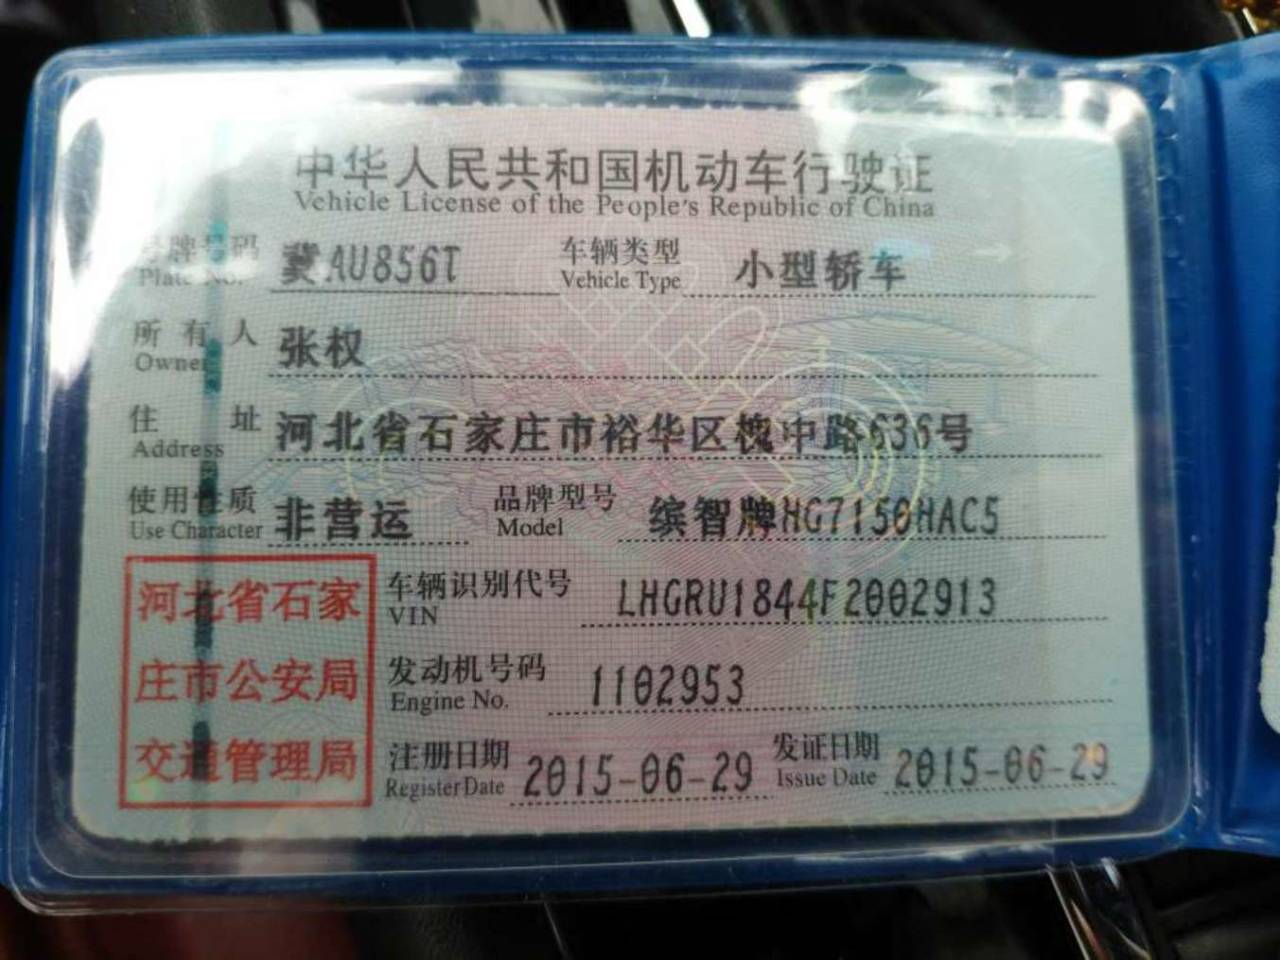 中华人民共和国机动车行驶证
Vehicle License of the People's Republic of China
号牌号码 冀AU856T 车辆类型 小型轿车
Plate No. Vehicle Type
所有人 张权
Owner
住址 河北省石家庄市裕华区槐中路636号
Address
使用性质 非营运 品牌型号 缤智牌HG7150HAC5
Use Character Model
河北省石家
庄市公安局
交通管理局
车辆识别代号 LHGRU1844F2002913
VIN
发动机号码 1102953
Engine No.
注册日期 2015-06-29 发证日期 2015-06-29
Register Date Issue Date